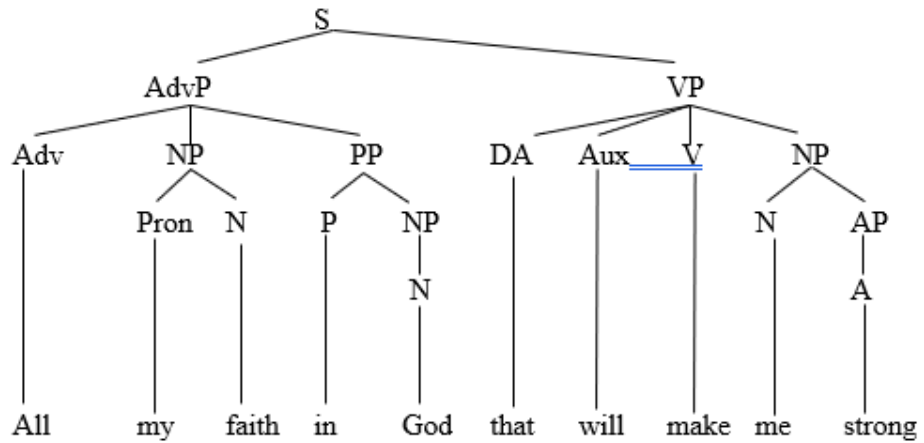 S
AdvP VP
Adv NP PP DA Aux V NP
Pron N P NP N AP
N A
All my faith in God that will make me strong